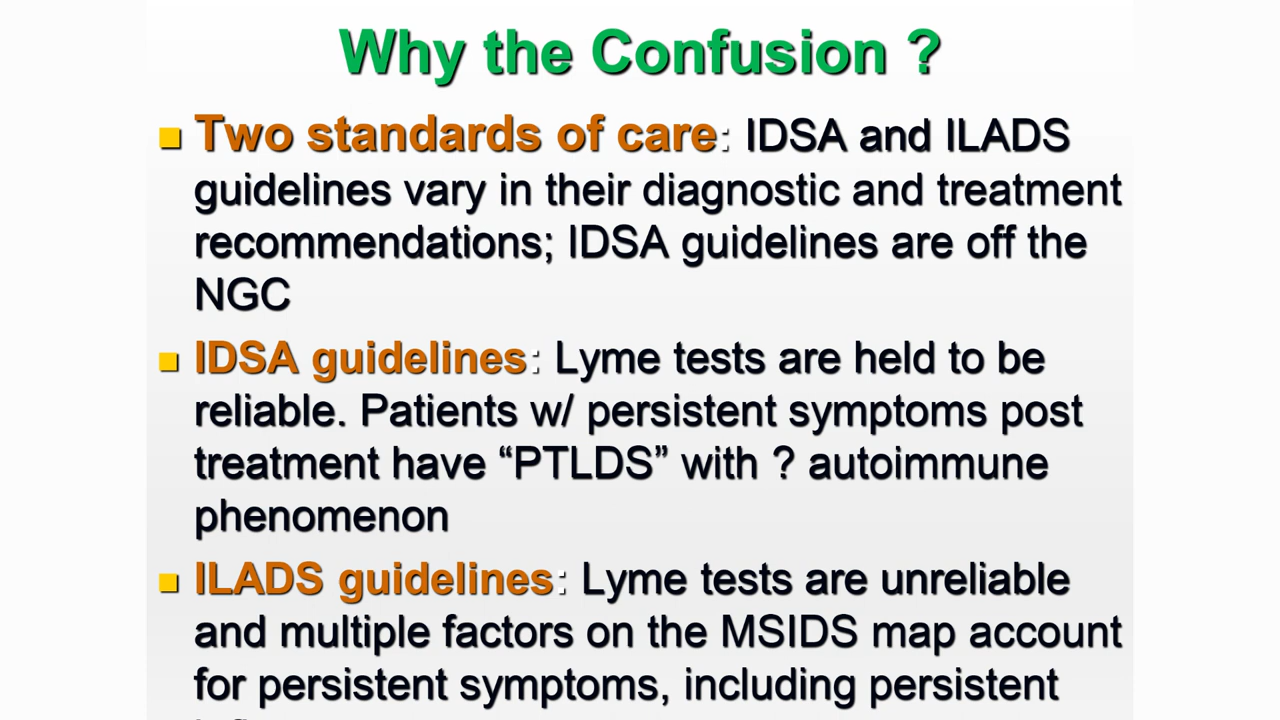 Why the Confusion ?
Two standards of care: IDSA and ILADS
guidelines vary in their diagnostic and treatment
recommendations; IDSA guidelines are off the
NGC
IDSA guidelines: Lyme tests are held to be
reliable. Patients w/ persistent symptoms post
treatment have “PTLDS” with ? autoimmune
phenomenon
ILADS guidelines: Lyme tests are unreliable
and multiple factors on the MSIDS map account
for persistent symptoms, including persistent